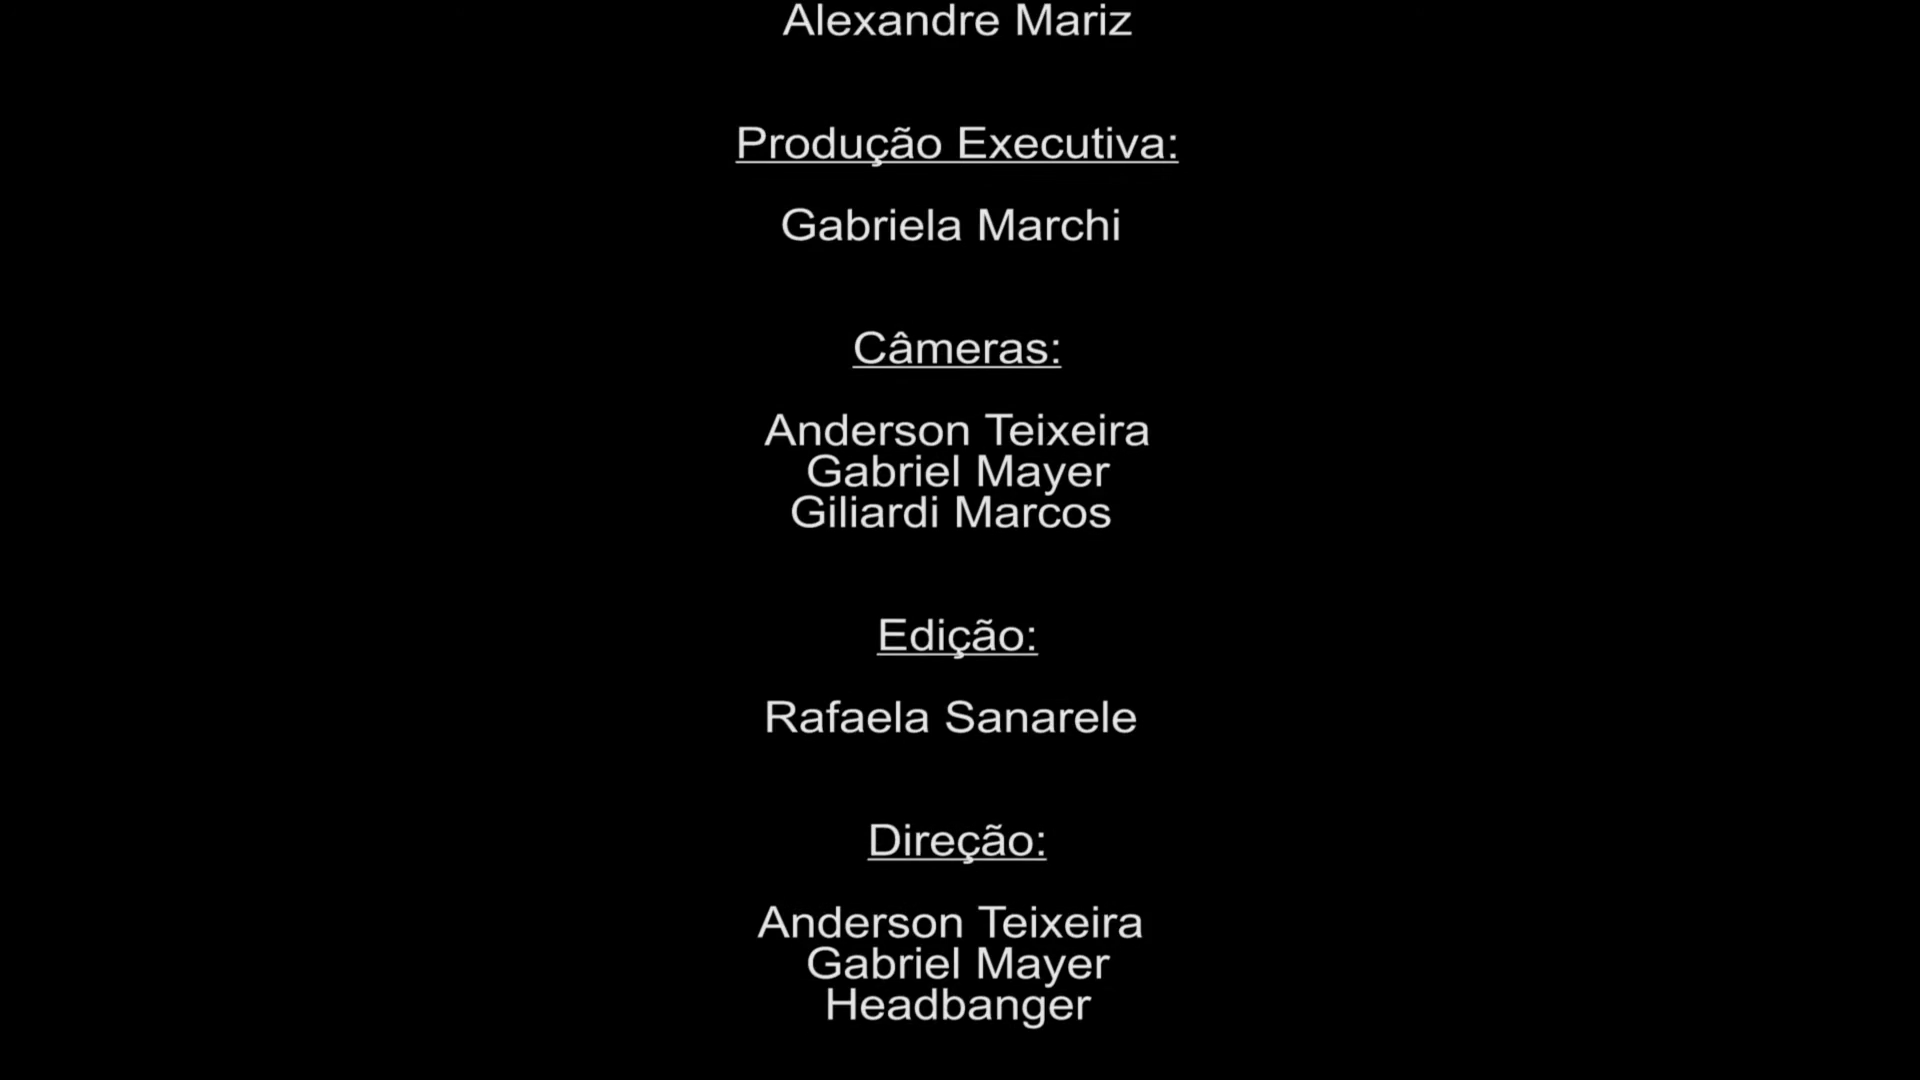 Alexandre Mariz
Produção Executiva:
Gabriela Marchi
Câmeras:
Anderson Teixeira
Gabriel Mayer
Giliardi Marcos
Edição:
Rafaela Sanarele
Direção:
Anderson Teixeira
Gabriel Mayer
Headbanger